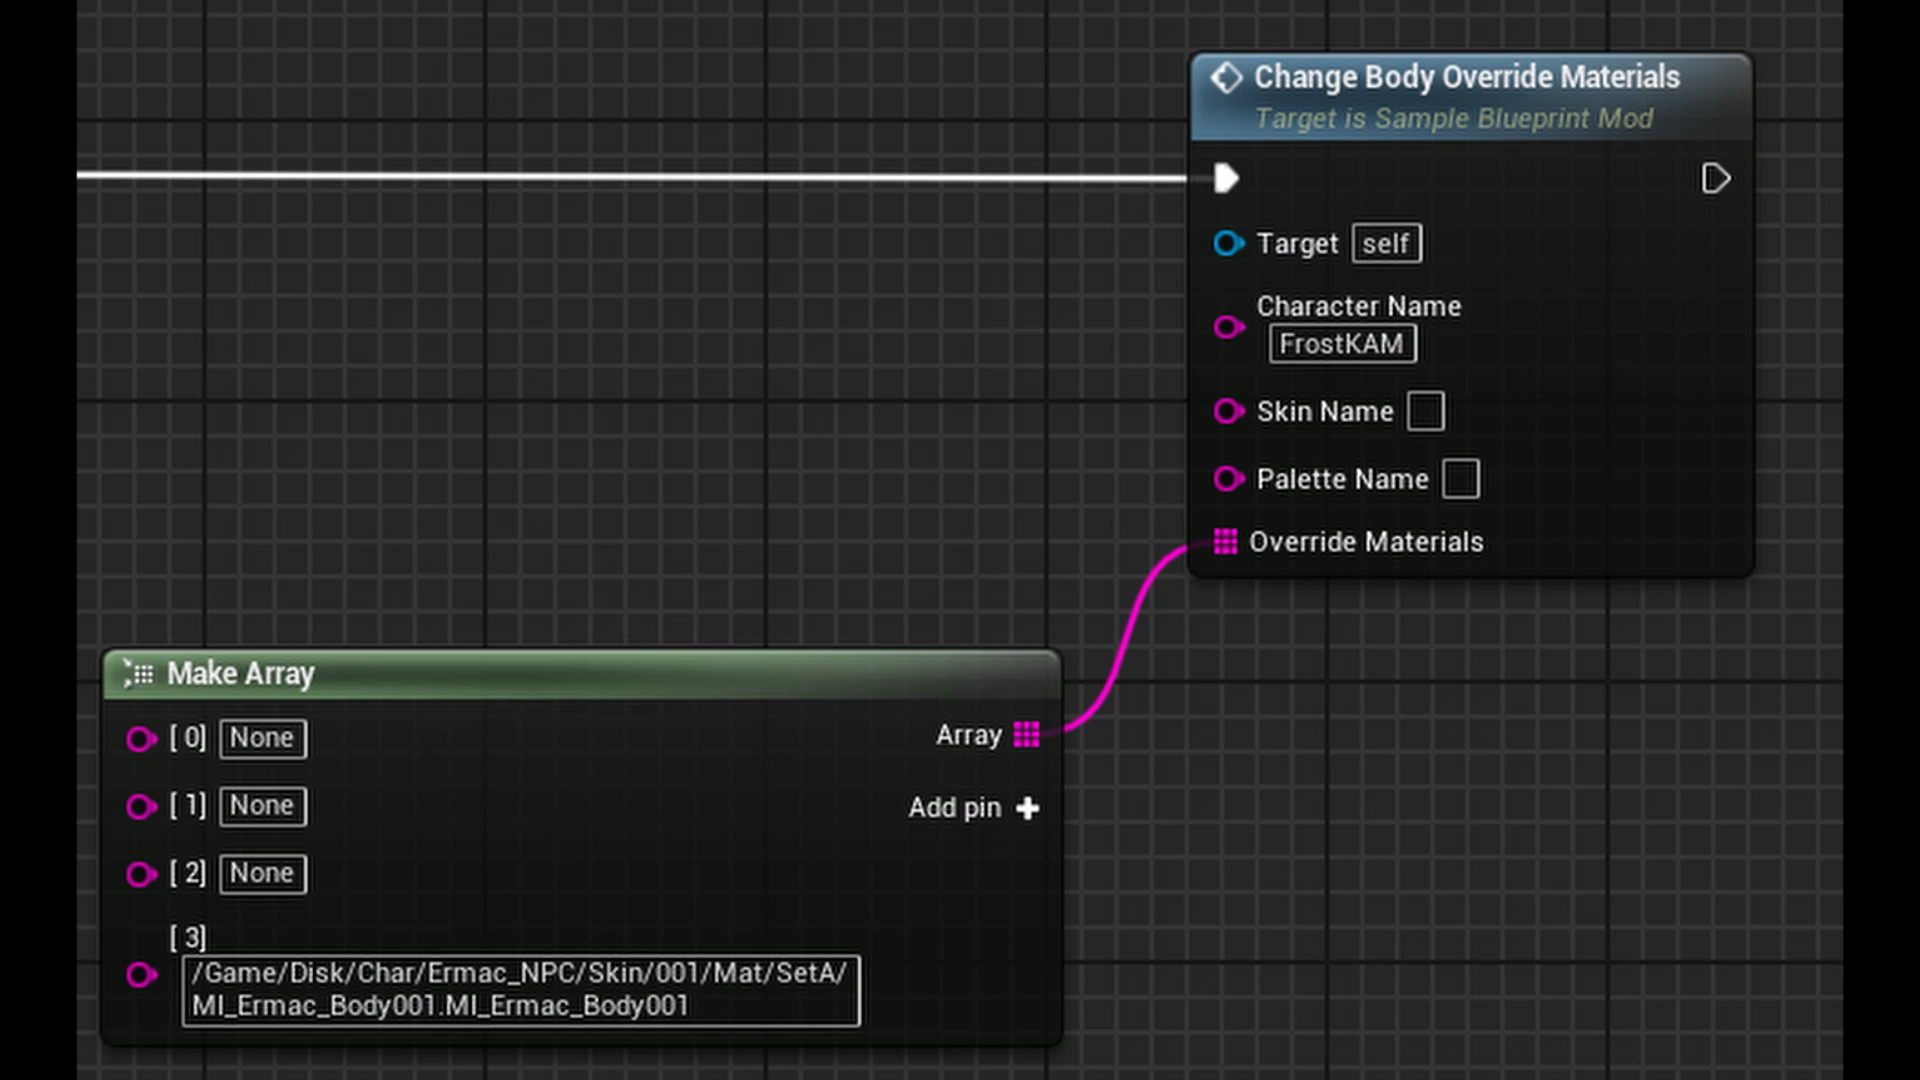 Change Body Override Materials
Target is Sample Blueprint Mod
Target self
Character Name
FrostKAM
Skin Name
Palette Name
Override Materials
Make Array
[ 0] None
Array
[ 1] None
Add pin
[ 2] None
[ 3]
/Game/Disk/Char/Ermac_NPC/Skin/001/Mat/SetA/
MI_Ermac_Body001.MI_Ermac_Body001